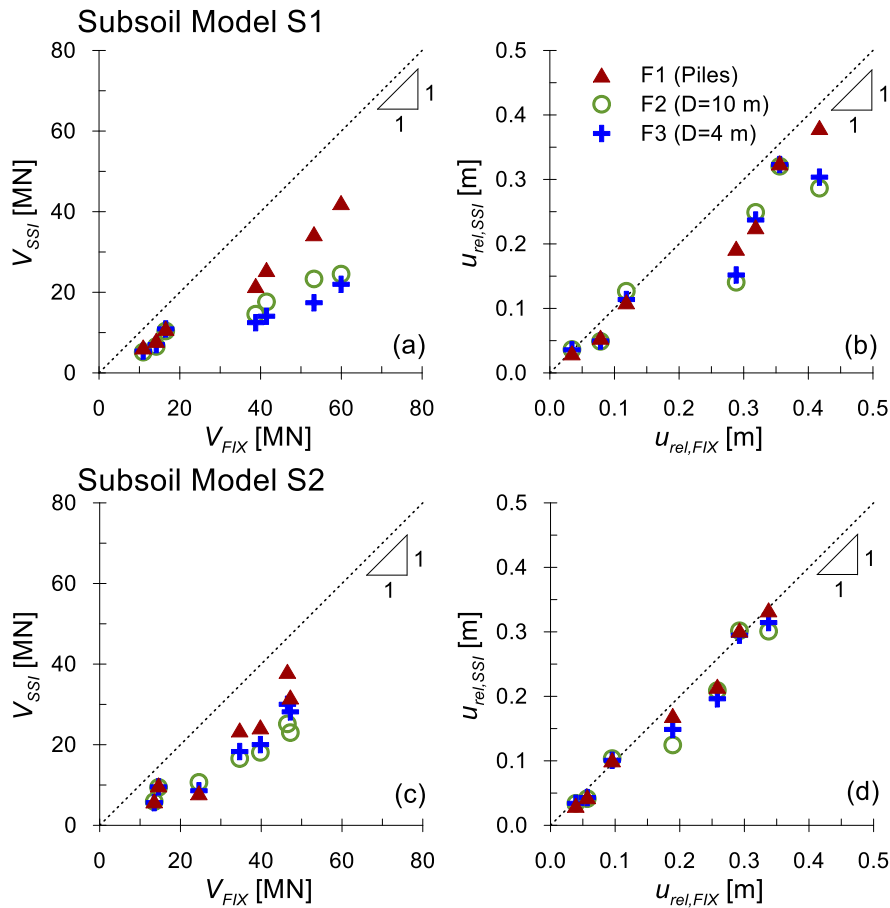 Subsoil Model S1
80
60
40
20
0
V_SSI [MN]
0 20 40 60 80
V_FIX [MN]
1
1
(a)
0.5
0.4
0.3
0.2
0.1
0.0
u_rel,SSI [m]
0.0 0.1 0.2 0.3 0.4 0.5
u_rel,FIX [m]
F1 (Piles)
F2 (D=10 m)
F3 (D=4 m)
1
1
(b)
Subsoil Model S2
80
60
40
20
0
V_SSI [MN]
0 20 40 60 80
V_FIX [MN]
1
1
(c)
0.5
0.4
0.3
0.2
0.1
0.0
u_rel,SSI [m]
0.0 0.1 0.2 0.3 0.4 0.5
u_rel,FIX [m]
1
1
(d)